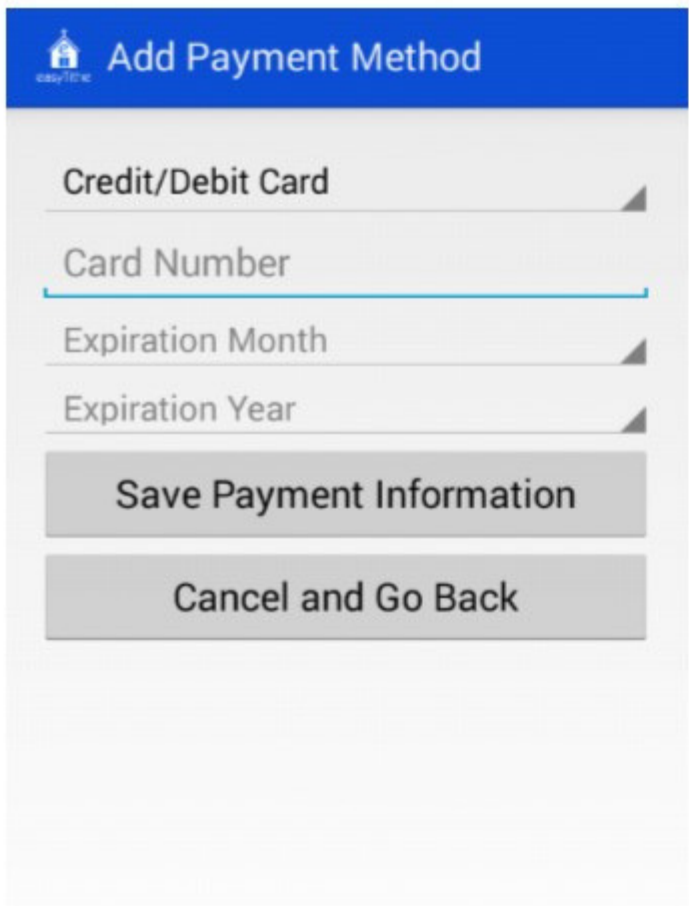 easyTithe
Add Payment Method
Credit/Debit Card
Card Number
Expiration Month
Expiration Year
Save Payment Information
Cancel and Go Back